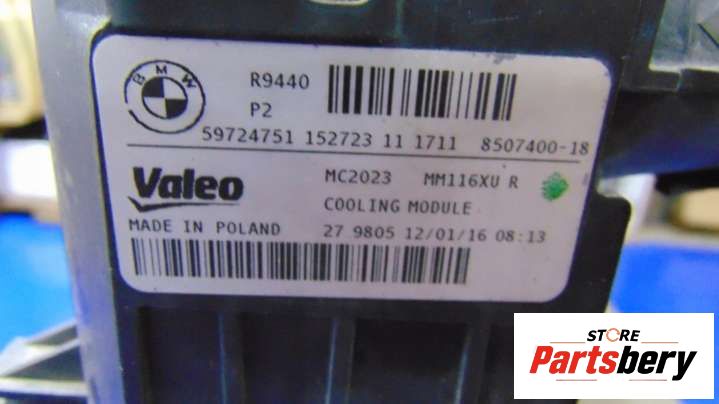 BMW
R9440
P2
59724751 152723 11 1711 8507400-18
Valeo
MC2023 MM116XU R
COOLING MODULE
MADE IN POLAND 27 9805 12/01/16 08:13
STORE
Partsbery